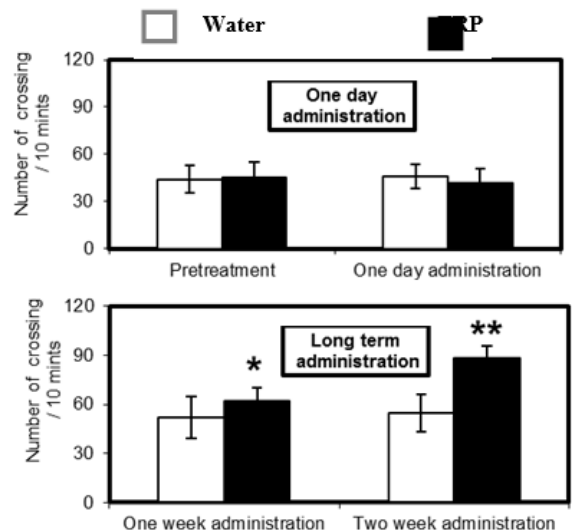 Water
120
90
60
30
0
Number of crossing
/ 10 mints
One day
administration
Pretreatment
One day administration
120
90
60
30
0
Number of crossing
/ 10 mints
Long term
administration
*
**
One week administration
Two week administration